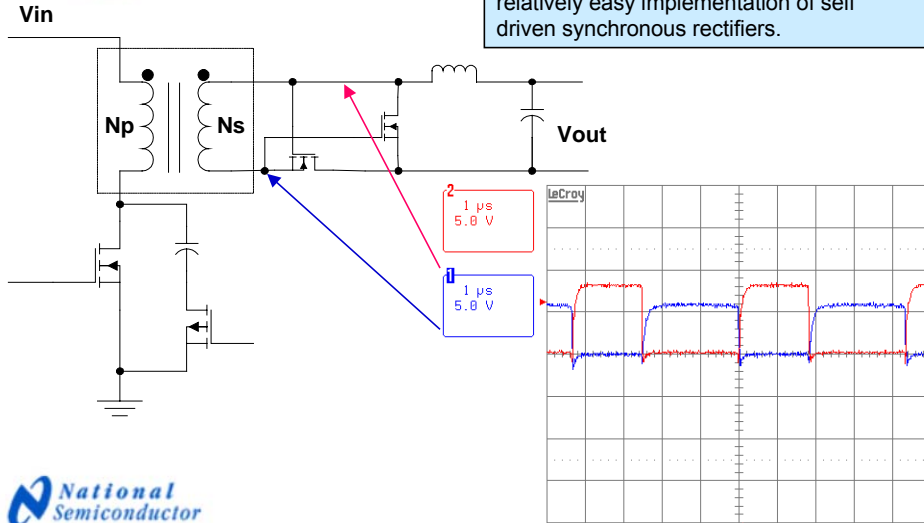 relatively easy implementation of self
driven synchronous rectifiers.
Vin
Np
Ns
Vout
2
1 µs
5.0 V
1
1 µs
5.0 V
LeCroy
National
Semiconductor